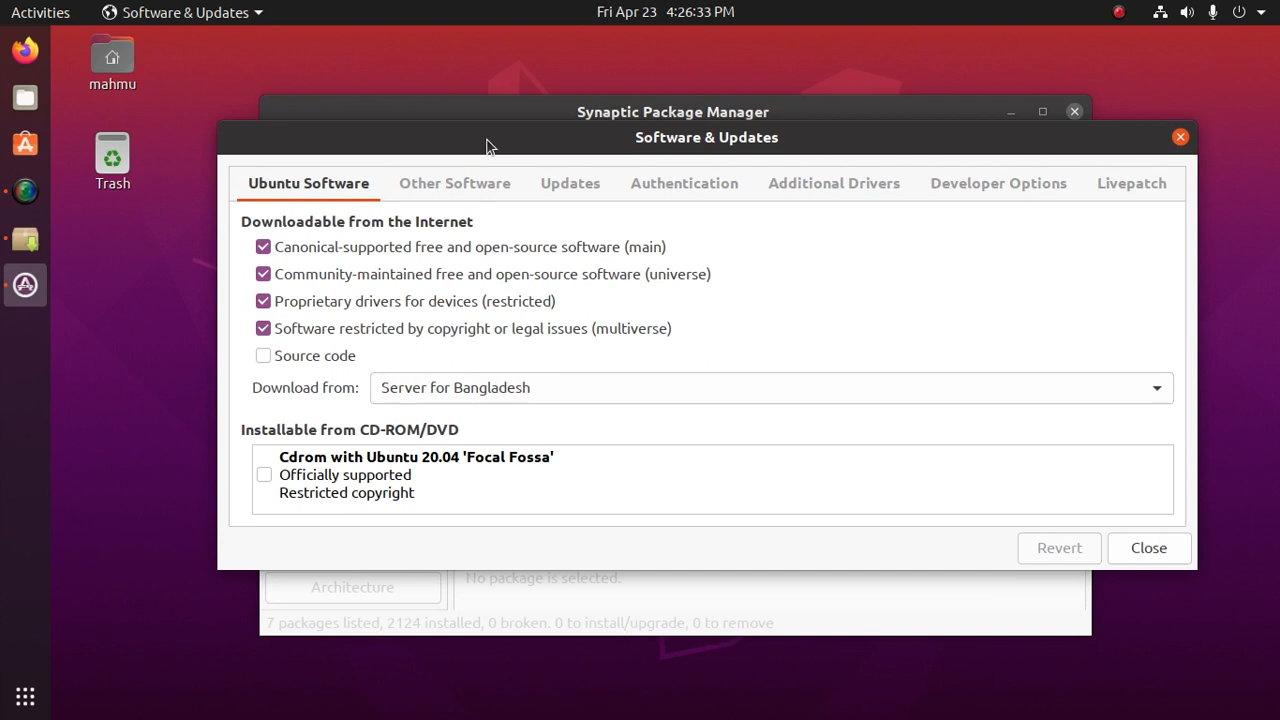 Activities
Software & Updates
Fri Apr 23 4:26:33 PM
mahmu
Trash
Synaptic Package Manager
Software & Updates
Ubuntu Software
Other Software
Updates
Authentication
Additional Drivers
Developer Options
Livepatch
Downloadable from the Internet
Canonical-supported free and open-source software (main)
Community-maintained free and open-source software (universe)
Proprietary drivers for devices (restricted)
Software restricted by copyright or legal issues (multiverse)
Source code
Download from: Server for Bangladesh
Installable from CD-ROM/DVD
Cdrom with Ubuntu 20.04 'Focal Fossa'
Officially supported
Restricted copyright
Revert
Close
Architecture
No package is selected.
7 packages listed, 2124 installed, 0 broken. 0 to install/upgrade, 0 to remove